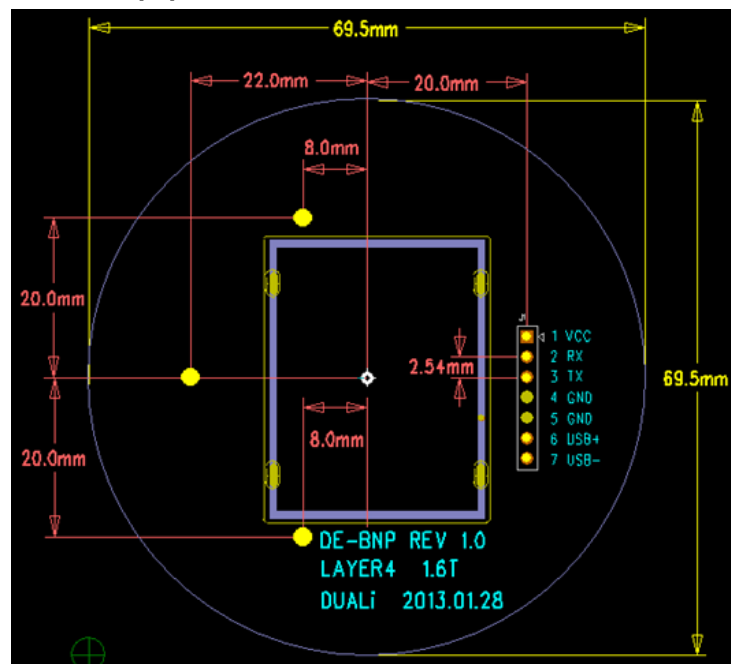 69.5mm
22.0mm
20.0mm
8.0mm
20.0mm
1 VCC
2 RX
2.54mm
3 TX
69.5mm
4 GND
5 GND
8.0mm
6 USB+
20.0mm
7 USB-
DE-BNP REV 1.0
LAYER4 1.6T
DUALi 2013.01.28